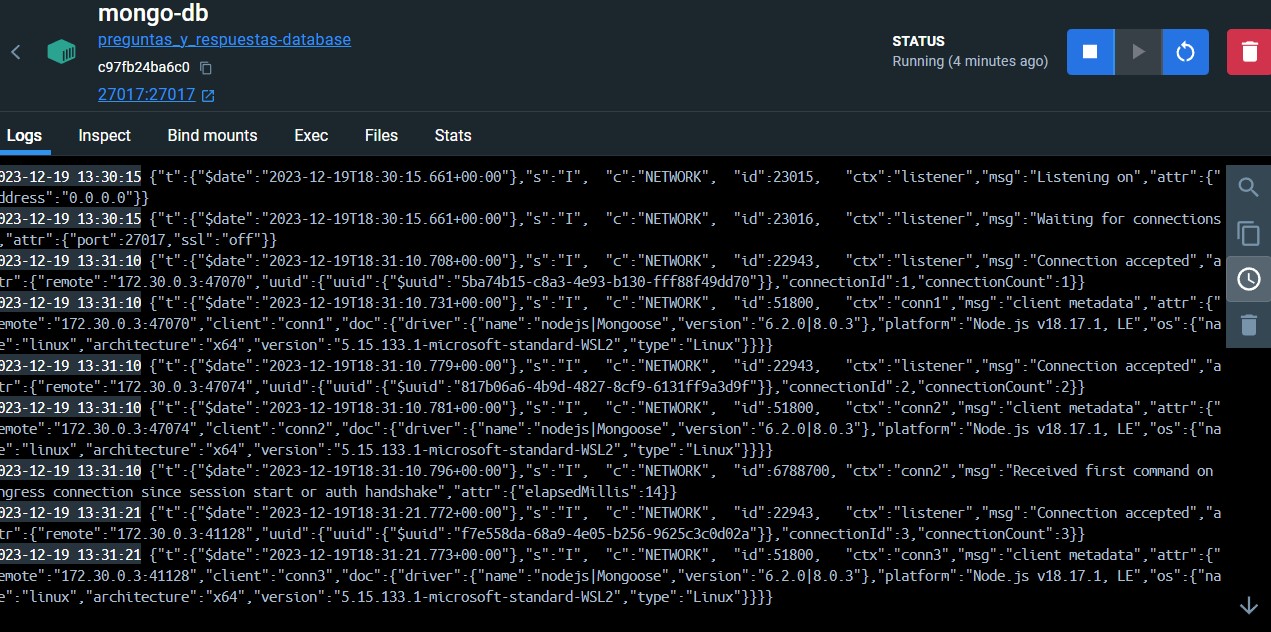 mongo-db
preguntas_y_respuestas-database
c97fb24ba6c0
27017:27017
STATUS
Running (4 minutes ago)
Logs Inspect Bind mounts Exec Files Stats
023-12-19 13:30:15 {"t":{"$date":"2023-12-19T18:30:15.661+00:00"},"s":"I", "c":"NETWORK", "id":23015, "ctx":"listener","msg":"Listening on","attr":{"
ddress":"0.0.0.0"}}
023-12-19 13:30:15 {"t":{"$date":"2023-12-19T18:30:15.661+00:00"},"s":"I", "c":"NETWORK", "id":23016, "ctx":"listener","msg":"Waiting for connections
,"attr":{"port":27017,"ssl":"off"}}
023-12-19 13:31:10 {"t":{"$date":"2023-12-19T18:31:10.708+00:00"},"s":"I", "c":"NETWORK", "id":22943, "ctx":"listener","msg":"Connection accepted","a
tr":{"remote":"172.30.0.3:47070","uuid":{"uuid":{"$uuid":"5ba74b15-c8a3-4e93-b130-fff88f49dd70"}},"connectionId":1,"connectionCount":1}}
023-12-19 13:31:10 {"t":{"$date":"2023-12-19T18:31:10.731+00:00"},"s":"I", "c":"NETWORK", "id":51800, "ctx":"conn1","msg":"client metadata","attr":{"
emote":"172.30.0.3:47070","client":"conn1","doc":{"driver":{"name":"nodejs|Mongoose","version":"6.2.0|8.0.3"},"platform":"Node.js v18.17.1, LE","os":{"na
e":"linux","architecture":"x64","version":"5.15.133.1-microsoft-standard-WSL2","type":"Linux"}}}}
023-12-19 13:31:10 {"t":{"$date":"2023-12-19T18:31:10.779+00:00"},"s":"I", "c":"NETWORK", "id":22943, "ctx":"listener","msg":"Connection accepted","a
tr":{"remote":"172.30.0.3:47074","uuid":{"uuid":{"$uuid":"817b06a6-4b9d-4827-8cf9-6131ff9a3d9f"}},"connectionId":2,"connectionCount":2}}
023-12-19 13:31:10 {"t":{"$date":"2023-12-19T18:31:10.781+00:00"},"s":"I", "c":"NETWORK", "id":51800, "ctx":"conn2","msg":"client metadata","attr":{"
emote":"172.30.0.3:47074","client":"conn2","doc":{"driver":{"name":"nodejs|Mongoose","version":"6.2.0|8.0.3"},"platform":"Node.js v18.17.1, LE","os":{"na
e":"linux","architecture":"x64","version":"5.15.133.1-microsoft-standard-WSL2","type":"Linux"}}}}
023-12-19 13:31:10 {"t":{"$date":"2023-12-19T18:31:10.796+00:00"},"s":"I", "c":"NETWORK", "id":6788700, "ctx":"conn2","msg":"Received first command on
ngress connection since session start or auth handshake","attr":{"elapsedMillis":14}}
023-12-19 13:31:21 {"t":{"$date":"2023-12-19T18:31:21.772+00:00"},"s":"I", "c":"NETWORK", "id":22943, "ctx":"listener","msg":"Connection accepted","a
tr":{"remote":"172.30.0.3:41128","uuid":{"uuid":{"$uuid":"f7e558da-68a9-4e05-b256-9625c3c0d02a"}},"connectionId":3,"connectionCount":3}}
023-12-19 13:31:21 {"t":{"$date":"2023-12-19T18:31:21.773+00:00"},"s":"I", "c":"NETWORK", "id":51800, "ctx":"conn3","msg":"client metadata","attr":{"
emote":"172.30.0.3:41128","client":"conn3","doc":{"driver":{"name":"nodejs|Mongoose","version":"6.2.0|8.0.3"},"platform":"Node.js v18.17.1, LE","os":{"na
e":"linux","architecture":"x64","version":"5.15.133.1-microsoft-standard-WSL2","type":"Linux"}}}}